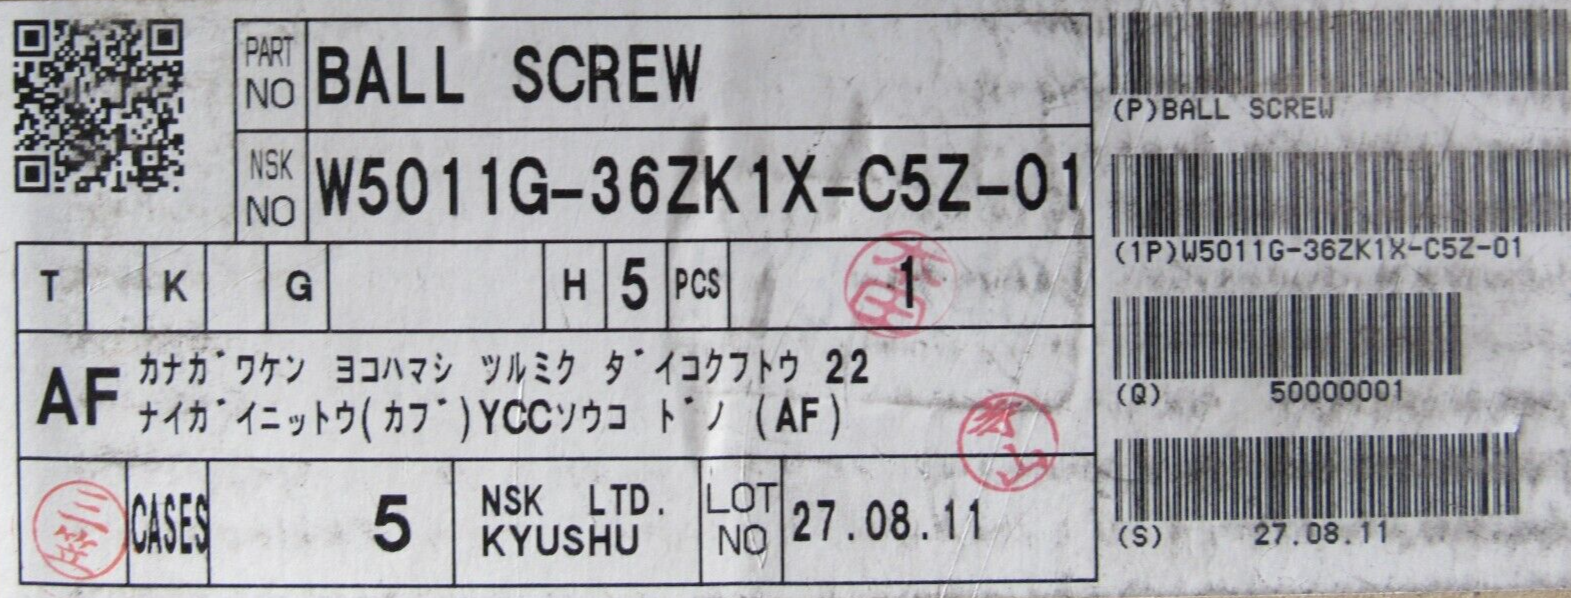 PART NO BALL SCREW
NSK NO W5011G-36ZK1X-C5Z-01
T K G H 5 PCS 1
AF カナガ゛ワケン ヨコハマシ ツルミク ダ゛イコクフトウ 22
ナイガ゛イニットウ(カブ゛)YCCソウコ ド゛ノ (AF)
三笠 CASES 5 NSK LTD. KYUSHU LOT NO 27.08.11
(P)BALL SCREW
(1P)W5011G-36ZK1X-C5Z-01
(Q) 50000001
(S) 27.08.11